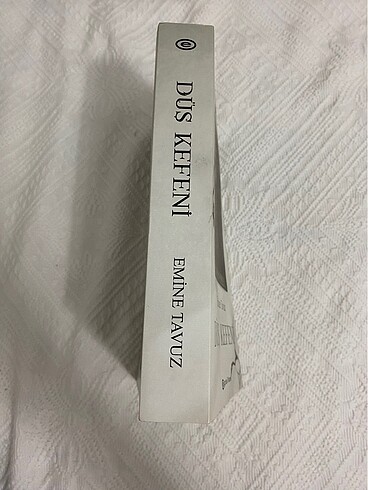 DÜŞ KEFENİ
EMİNE TAVUZ